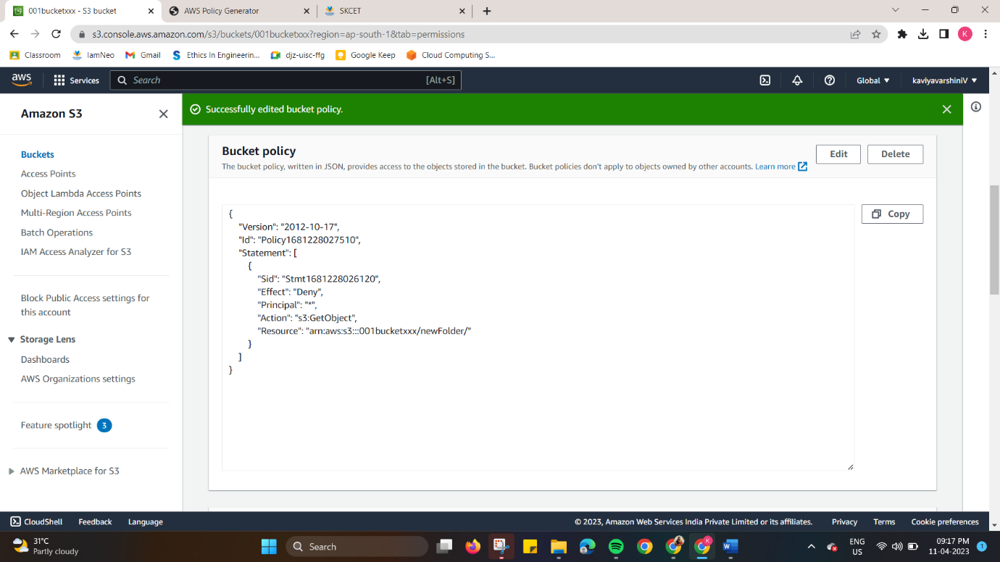 001bucketxxx - S3 bucket
AWS Policy Generator
SKCET
s3.console.aws.amazon.com/s3/buckets/001bucketxxx?region=ap-south-1&tab=permissions
K
Classroom
IamNeo
Gmail
Ethics In Engineerin...
djz-uisc-ffg
Google Keep
Cloud Computing S...
aws
Services
Search
[Alt+S]
Global
kaviyavarshiniV
Amazon S3
Successfully edited bucket policy.
Buckets
Access Points
Object Lambda Access Points
Multi-Region Access Points
Batch Operations
IAM Access Analyzer for S3
Block Public Access settings for
this account
Storage Lens
Dashboards
AWS Organizations settings
Feature spotlight 3
AWS Marketplace for S3
Bucket policy
Edit
Delete
The bucket policy, written in JSON, provides access to the objects stored in the bucket. Bucket policies don't apply to objects owned by other accounts. Learn more
Copy
{
"Version": "2012-10-17",
"Id": "Policy1681228027510",
"Statement": [
{
"Sid": "Stmt1681228026120",
"Effect": "Deny",
"Principal": "*",
"Action": "s3:GetObject",
"Resource": "arn:aws:s3:::001bucketxxx/newFolder/"
}
]
}
CloudShell
Feedback
Language
© 2023, Amazon Web Services India Private Limited or its affiliates.
Privacy
Terms
Cookie preferences
31°C
Partly cloudy
Search
K
W
ENG
US
09:17 PM
11-04-2023
1